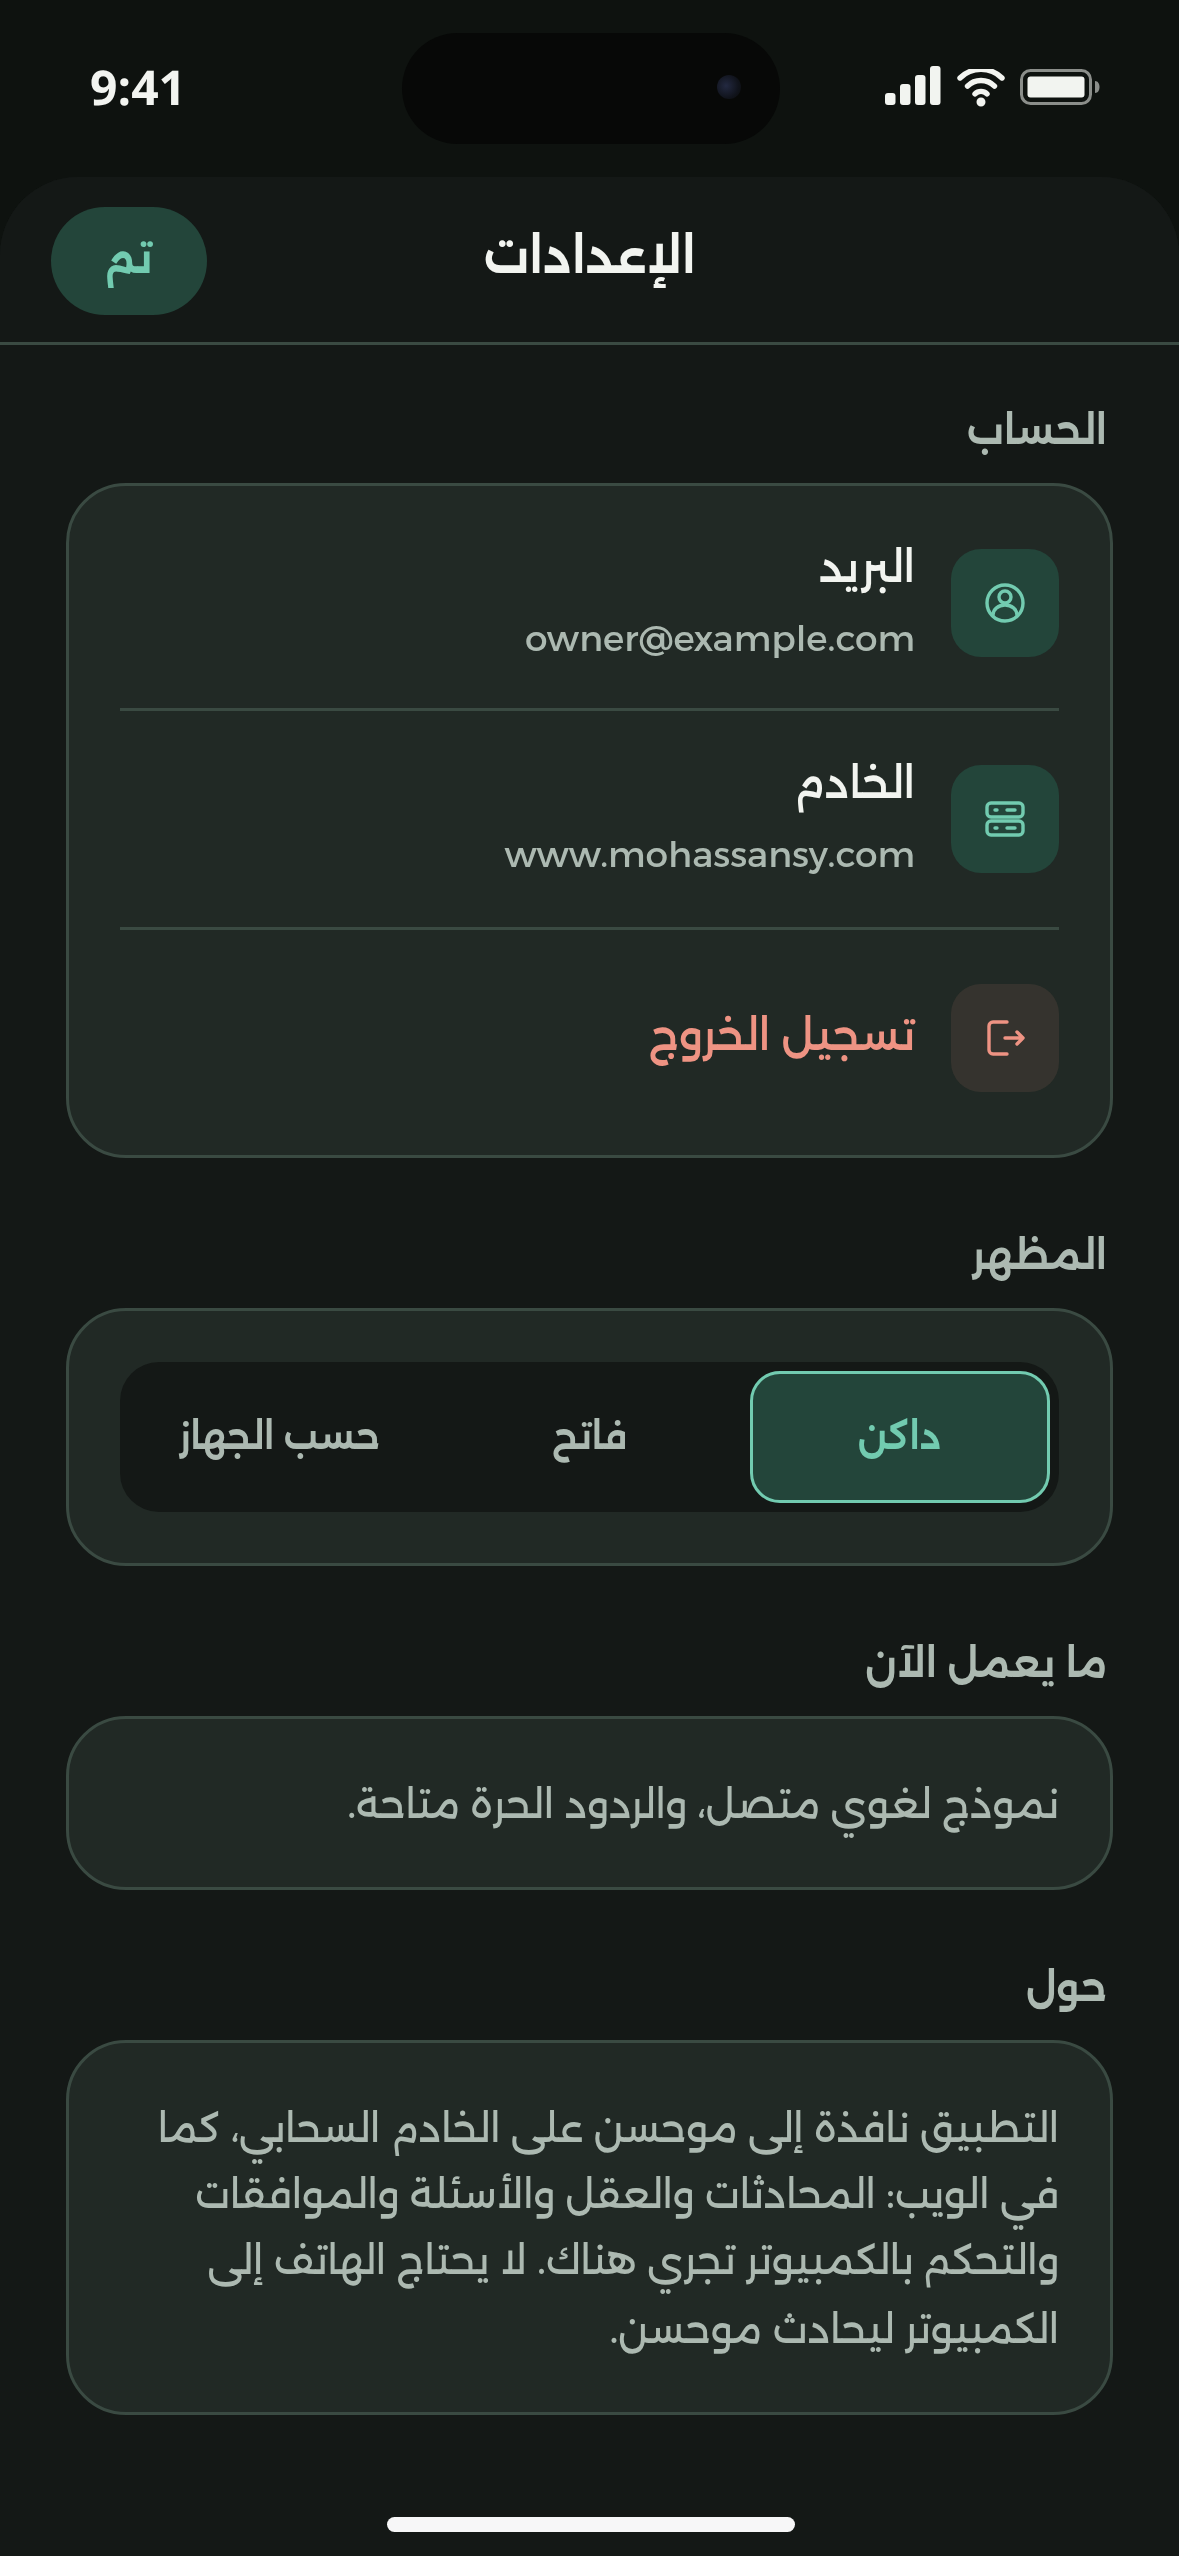 9:41
الإعدادات
تم
الحساب
البريد
owner@example.com
الخادم
www.mohassansy.com
تسجيل الخروج
المظهر
داكن
فاتح
حسب الجهاز
ما يعمل الآن
نموذج لغوي متصل، والردود الحرة متاحة.
حول
التطبيق نافذة إلى موحسن على الخادم السحابي، كما
في الويب: المحادثات والعقل والأسئلة والموافقات
والتحكم بالكمبيوتر تجري هناك. لا يحتاج الهاتف إلى
الكمبيوتر ليحادث موحسن.